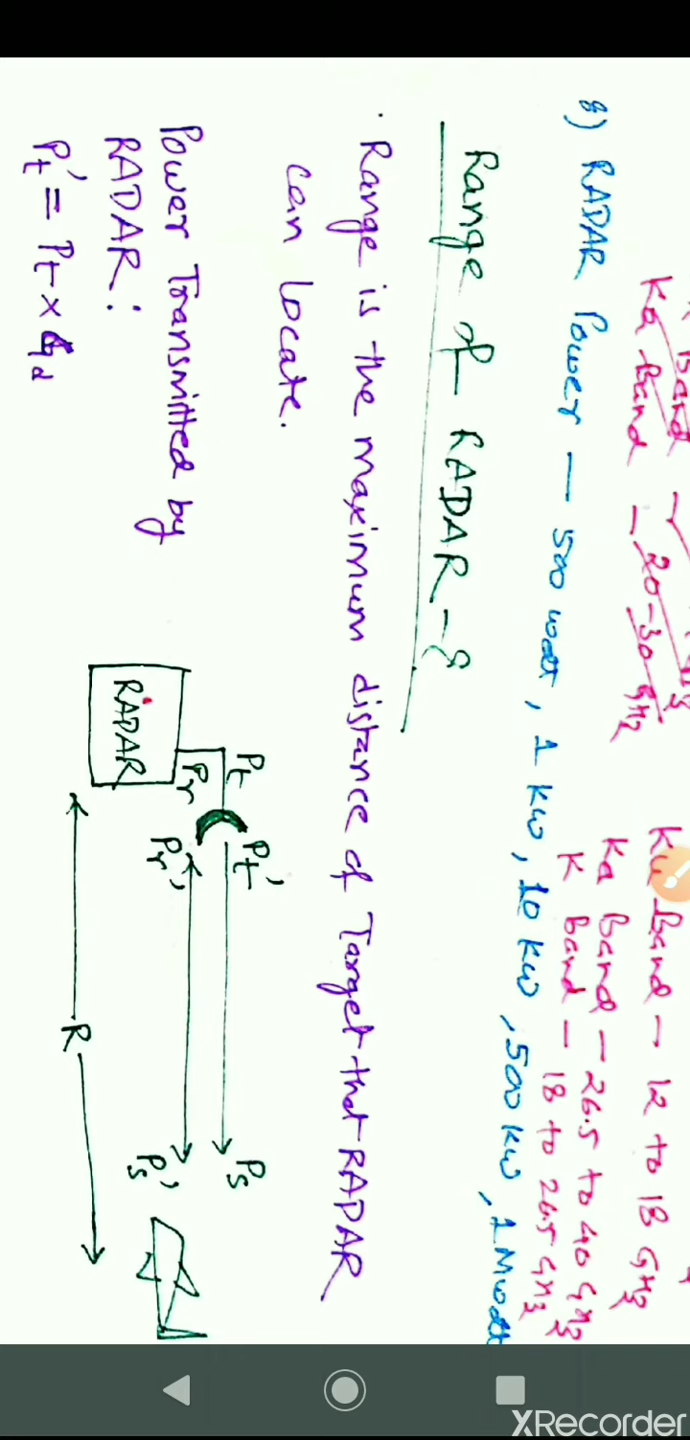 Band
Ka Band - 20-30 GHz
Ku Band - 12 to 18 GHz
Ka Band - 26.5 to 40 GHz
K Band - 18 to 26.5 GHz
8) RADAR Power - 500 watt, 1 kw, 10 kw, 500 kw, 1 Mwatt
Range of RADAR -8
. Range is the maximum distance of Target that RADAR
can locate.
Power Transmitted by
RADAR:
Pt' = Pt x Gd
RADAR
Pt
Pr
Pt'
Pr'
Ps
Ps'
R
XRecorder